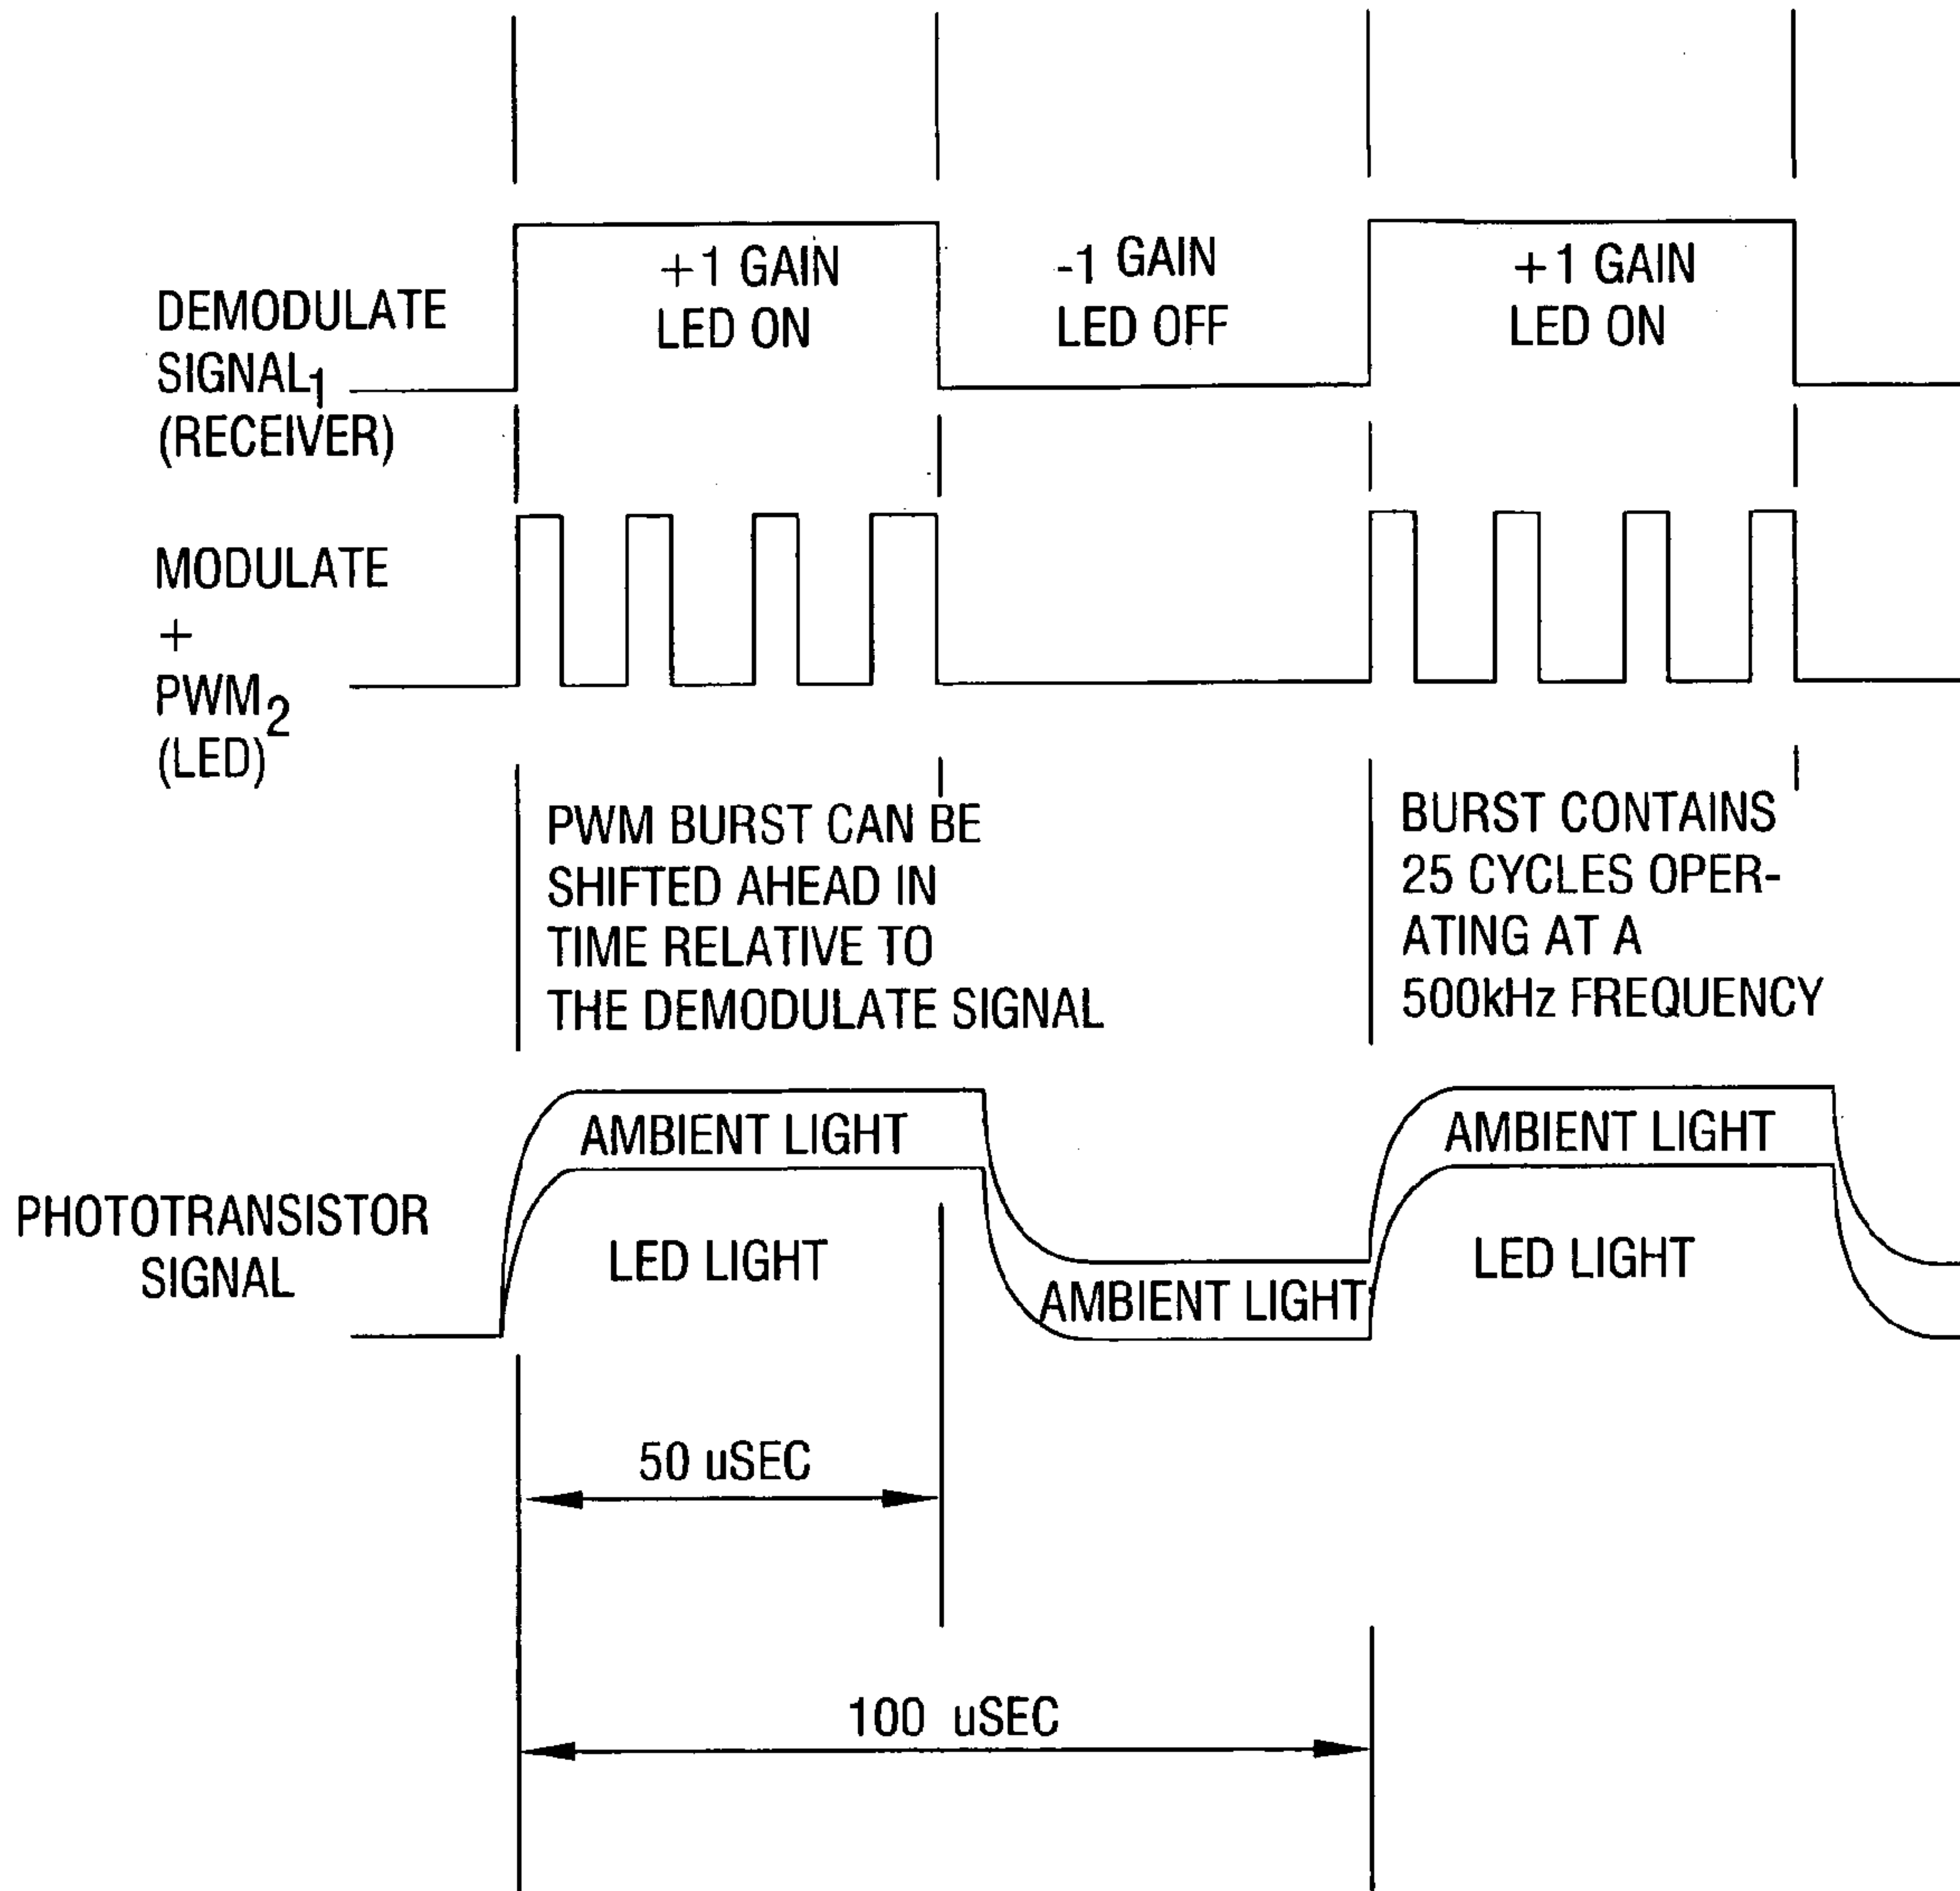 +1 GAIN
LED ON
-1 GAIN
LED OFF
+1 GAIN
LED ON
DEMODULATE
SIGNAL1
(RECEIVER)
MODULATE
+
PWM2
(LED)
PWM BURST CAN BE
SHIFTED AHEAD IN
TIME RELATIVE TO
THE DEMODULATE SIGNAL
BURST CONTAINS
25 CYCLES OPER-
ATING AT A
500kHz FREQUENCY
AMBIENT LIGHT
AMBIENT LIGHT
PHOTOTRANSISTOR
SIGNAL
LED LIGHT
AMBIENT LIGHT
LED LIGHT
50 uSEC
100 uSEC